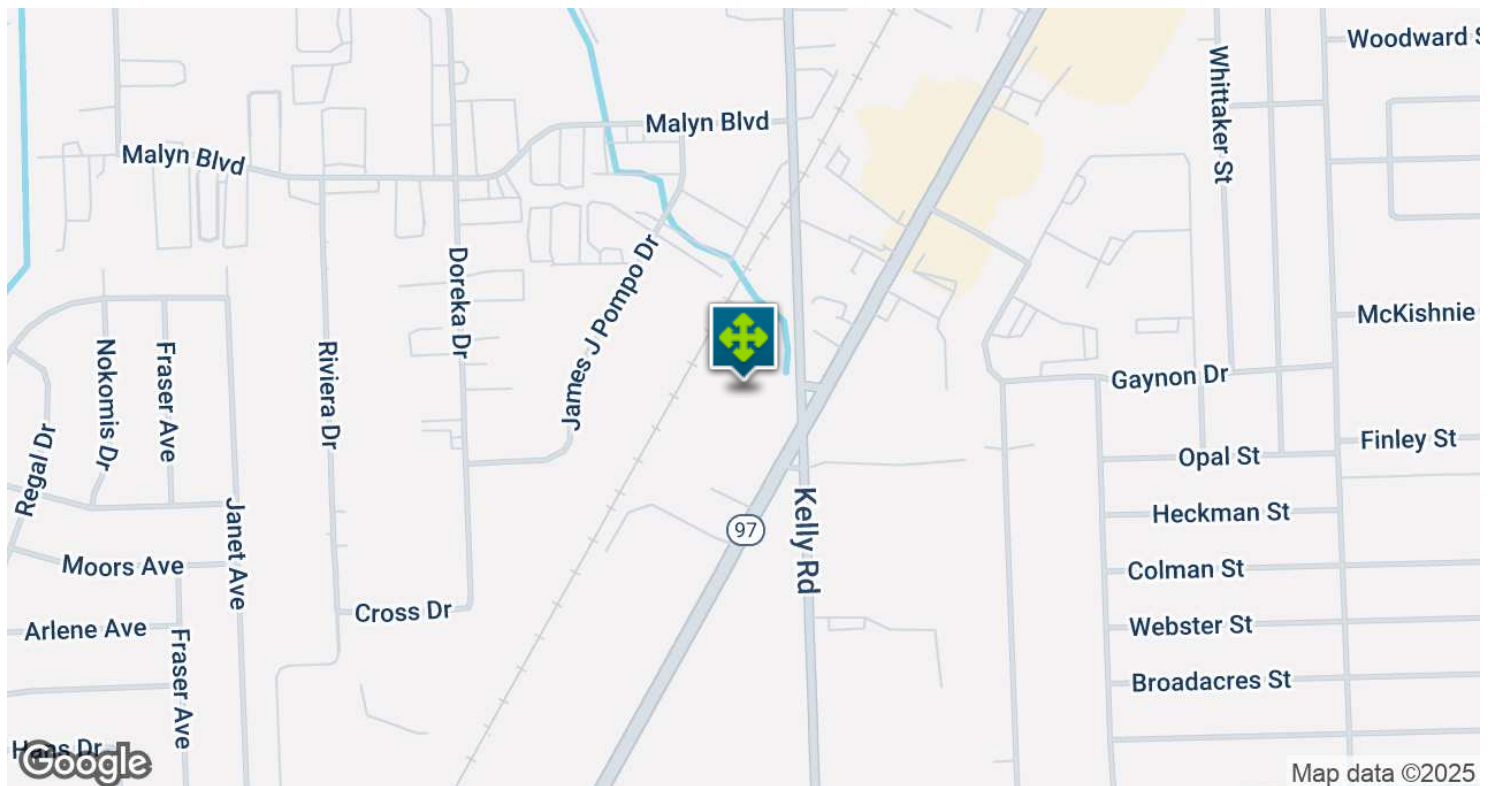 Woodward S
Whittaker St
Malyn Blvd
Malyn Blvd
Doreka Dr
James J Pompo Dr
McKishnie
Nokomis Dr
Fraser Ave
Riviera Dr
Gaynon Dr
Regal Dr
Finley St
Opal St
Janet Ave
Kelly Rd
97
Heckman St
Moors Ave
Colman St
Cross Dr
Arlene Ave
Webster St
Fraser Ave
Broadacres St
Haas Dr
Google
Map data ©2025